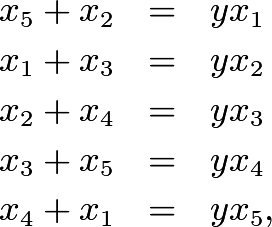 x₅ + x₂ = yx₁
x₁ + x₃ = yx₂
x₂ + x₄ = yx₃
x₃ + x₅ = yx₄
x₄ + x₁ = yx₅,